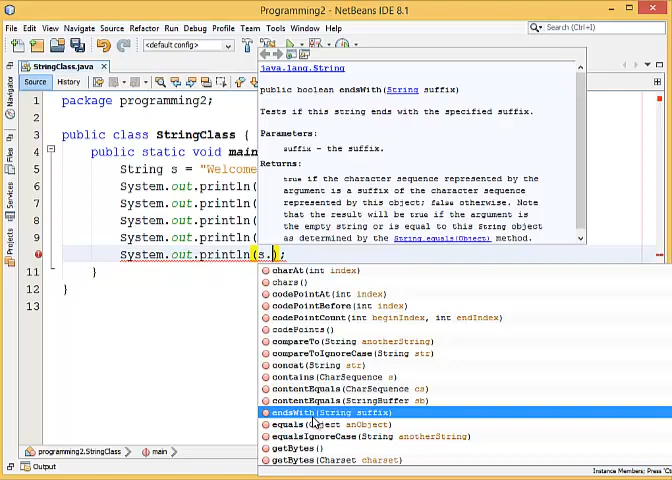 Programming2 - NetBeans IDE 8.1
File Edit View Navigate Source Refactor Run Debug Profile Team Tools Window Help
Search (Ctrl+I)
<default config>
StringClass.java
Source History
Navigator
Files
Services
Projects
1 package programming2;
2
3 public class StringClass {
4 public static void main
5 String s = "Welcome
6 System.out.println(
7 System.out.println(
8 System.out.println(
9 System.out.println(
10 System.out.println(s.);
11 }
12 }
13
java.lang.String
public boolean endsWith(String suffix)
Tests if this string ends with the specified suffix.
Parameters:
suffix - the suffix.
Returns:
true if the character sequence represented by the
argument is a suffix of the character sequence
represented by this object; false otherwise. Note
that the result will be true if the argument is
the empty string or is equal to this String object
as determined by the String.equals(Object) method.
charAt(int index)
chars()
codePointAt(int index)
codePointBefore(int index)
codePointCount(int beginIndex, int endIndex)
codePoints()
compareTo(String anotherString)
compareToIgnoreCase(String str)
concat(String str)
contains(CharSequence s)
contentEquals(CharSequence cs)
contentEquals(StringBuffer sb)
endsWith(String suffix)
equals(Object anObject)
equalsIgnoreCase(String anotherString)
getBytes()
getBytes(Charset charset)
Instance Members; Press 'Ct
programming2.StringClass main
Output